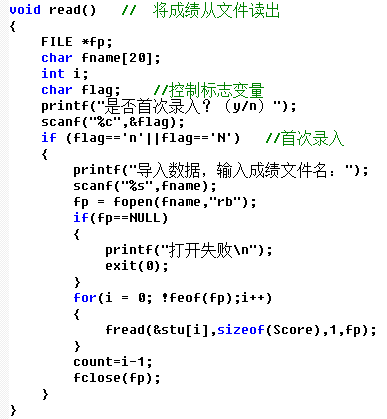 void read()   //  将成绩从文件读出
{
    FILE *fp;
    char fname[20];
    int i;
    char flag;    //控制标志变量
    printf("是否首次录入？（y/n）");
    scanf("%c",&flag);
    if (flag=='n'||flag=='N')   //首次录入
    {
        printf("导入数据，输入成绩文件名：");
        scanf("%s",fname);
        fp = fopen(fname,"rb");
        if(fp==NULL)
        {
            printf("打开失败\n");
            exit(0);
        }
        for(i = 0; !feof(fp);i++)
        {
            fread(&stu[i],sizeof(Score),1,fp);
        }
        count=i-1;
        fclose(fp);
    }
}